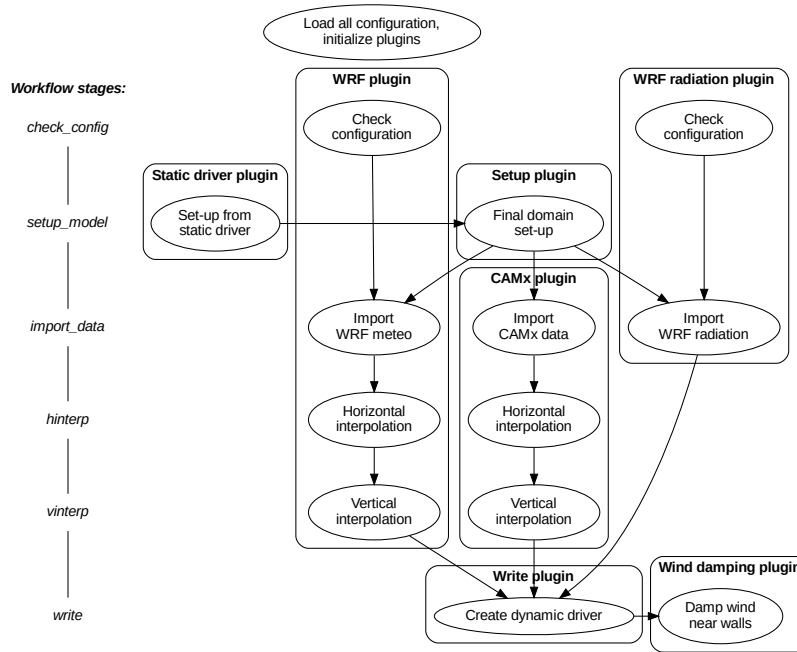 Load all configuration,
initialize plugins
Workflow stages:
WRF plugin
WRF radiation plugin
check_config
Check
configuration
Check
configuration
Static driver plugin
Setup plugin
setup_model
Set-up from
static driver
Final domain
set-up
CAMx plugin
import_data
Import
WRF meteo
Import
CAMx data
Import
WRF radiation
hinterp
Horizontal
interpolation
Horizontal
interpolation
vinterp
Vertical
interpolation
Vertical
interpolation
Write plugin
Wind damping plugin
write
Create dynamic driver
Damp wind
near walls